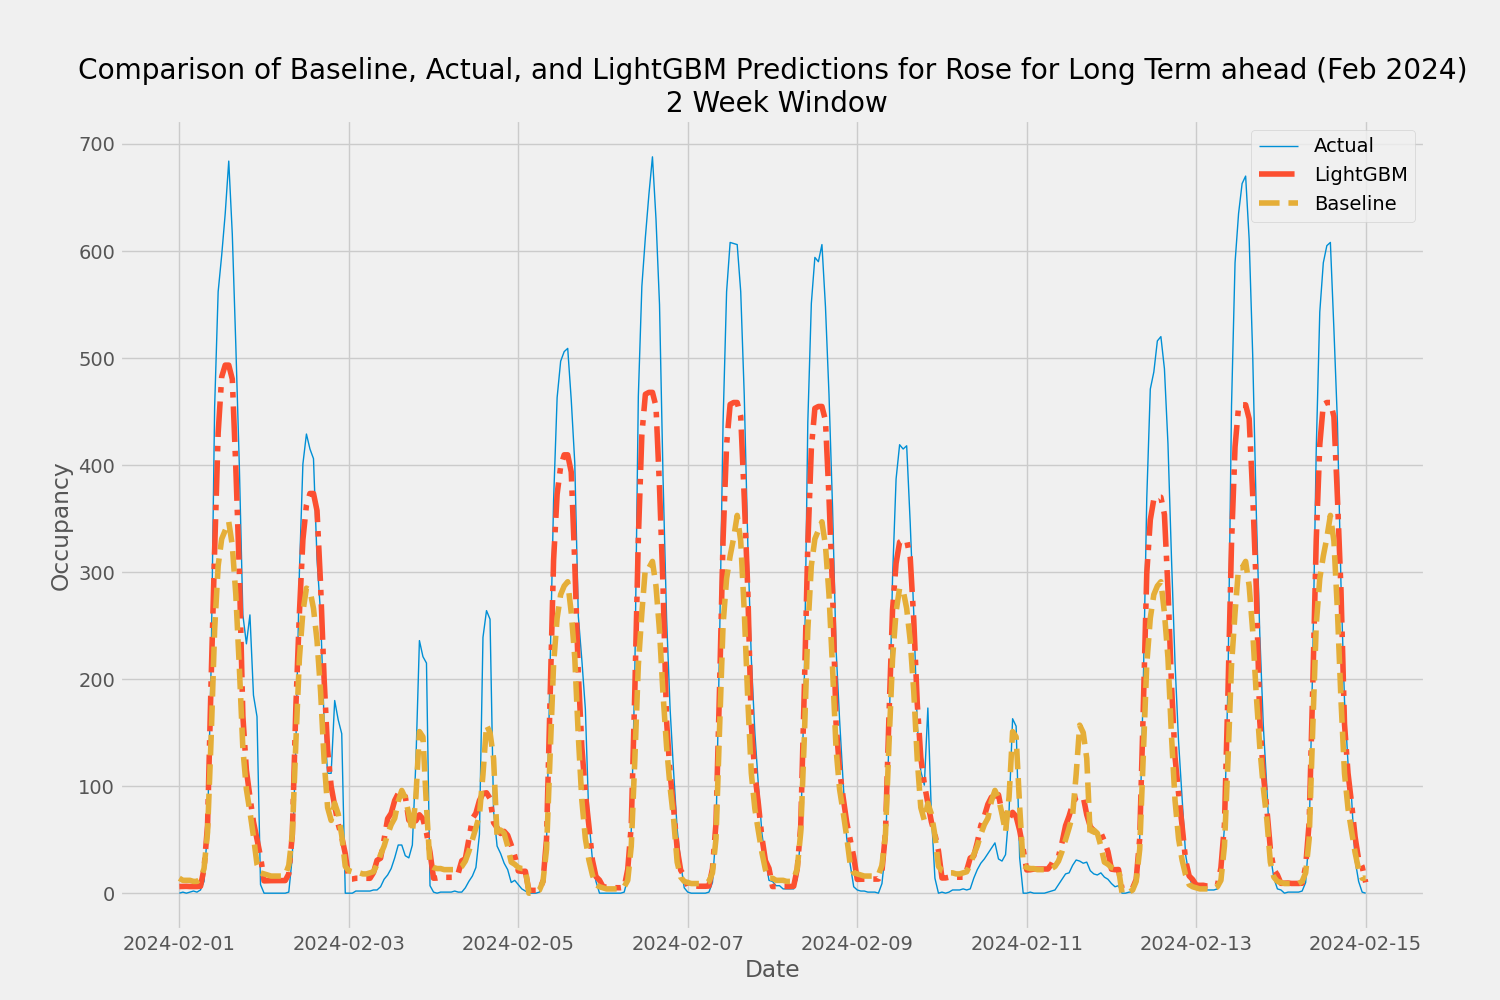 Comparison of Baseline, Actual, and LightGBM Predictions for Rose for Long Term ahead (Feb 2024)
2 Week Window
Actual
LightGBM
Baseline
Occupancy
700
600
500
400
300
200
100
0
2024-02-01
2024-02-03
2024-02-05
2024-02-07
2024-02-09
2024-02-11
2024-02-13
2024-02-15
Date